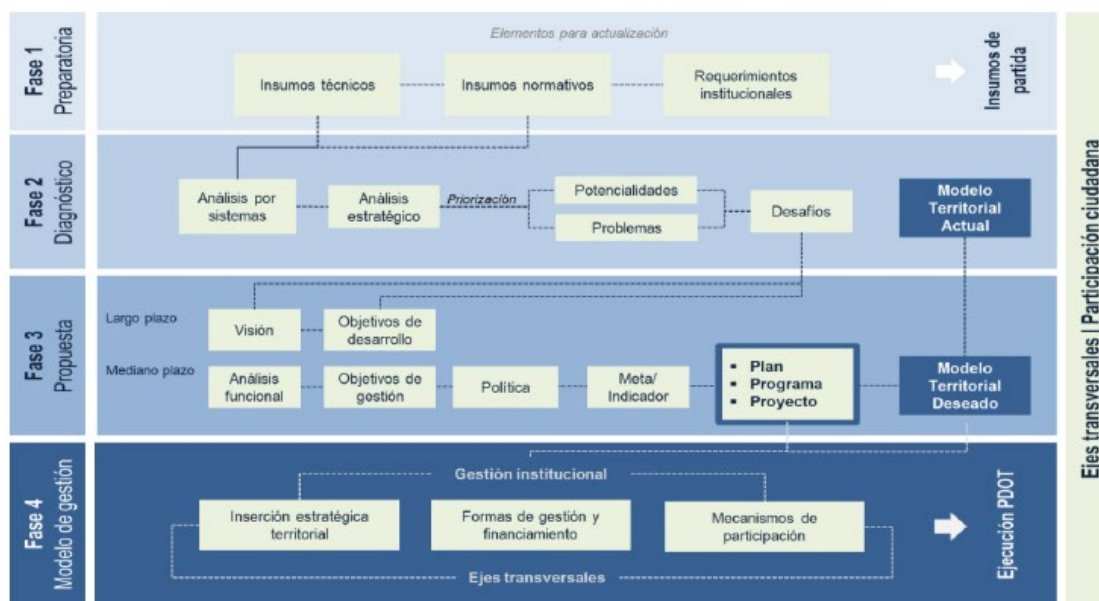 Fase 1
Preparatoria
Elementos para actualización
Insumos técnicos
Insumos normativos
Requerimientos
institucionales
Insumos de
partida
Fase 2
Diagnóstico
Análisis por
sistemas
Análisis
estratégico
Priorización
Potencialidades
Problemas
Desafíos
Modelo
Territorial
Actual
Fase 3
Propuesta
Largo plazo
Visión
Objetivos de
desarrollo
Mediano plazo
Análisis
funcional
Objetivos de
gestión
Política
Meta/
Indicador
▪ Plan
▪ Programa
▪ Proyecto
Modelo
Territorial
Deseado
Fase 4
Modelo de gestión
Gestión institucional
Inserción estratégica
territorial
Formas de gestión y
financiamiento
Mecanismos de
participación
Ejes transversales
Ejecución PDOT
Ejes transversales | Participación ciudadana